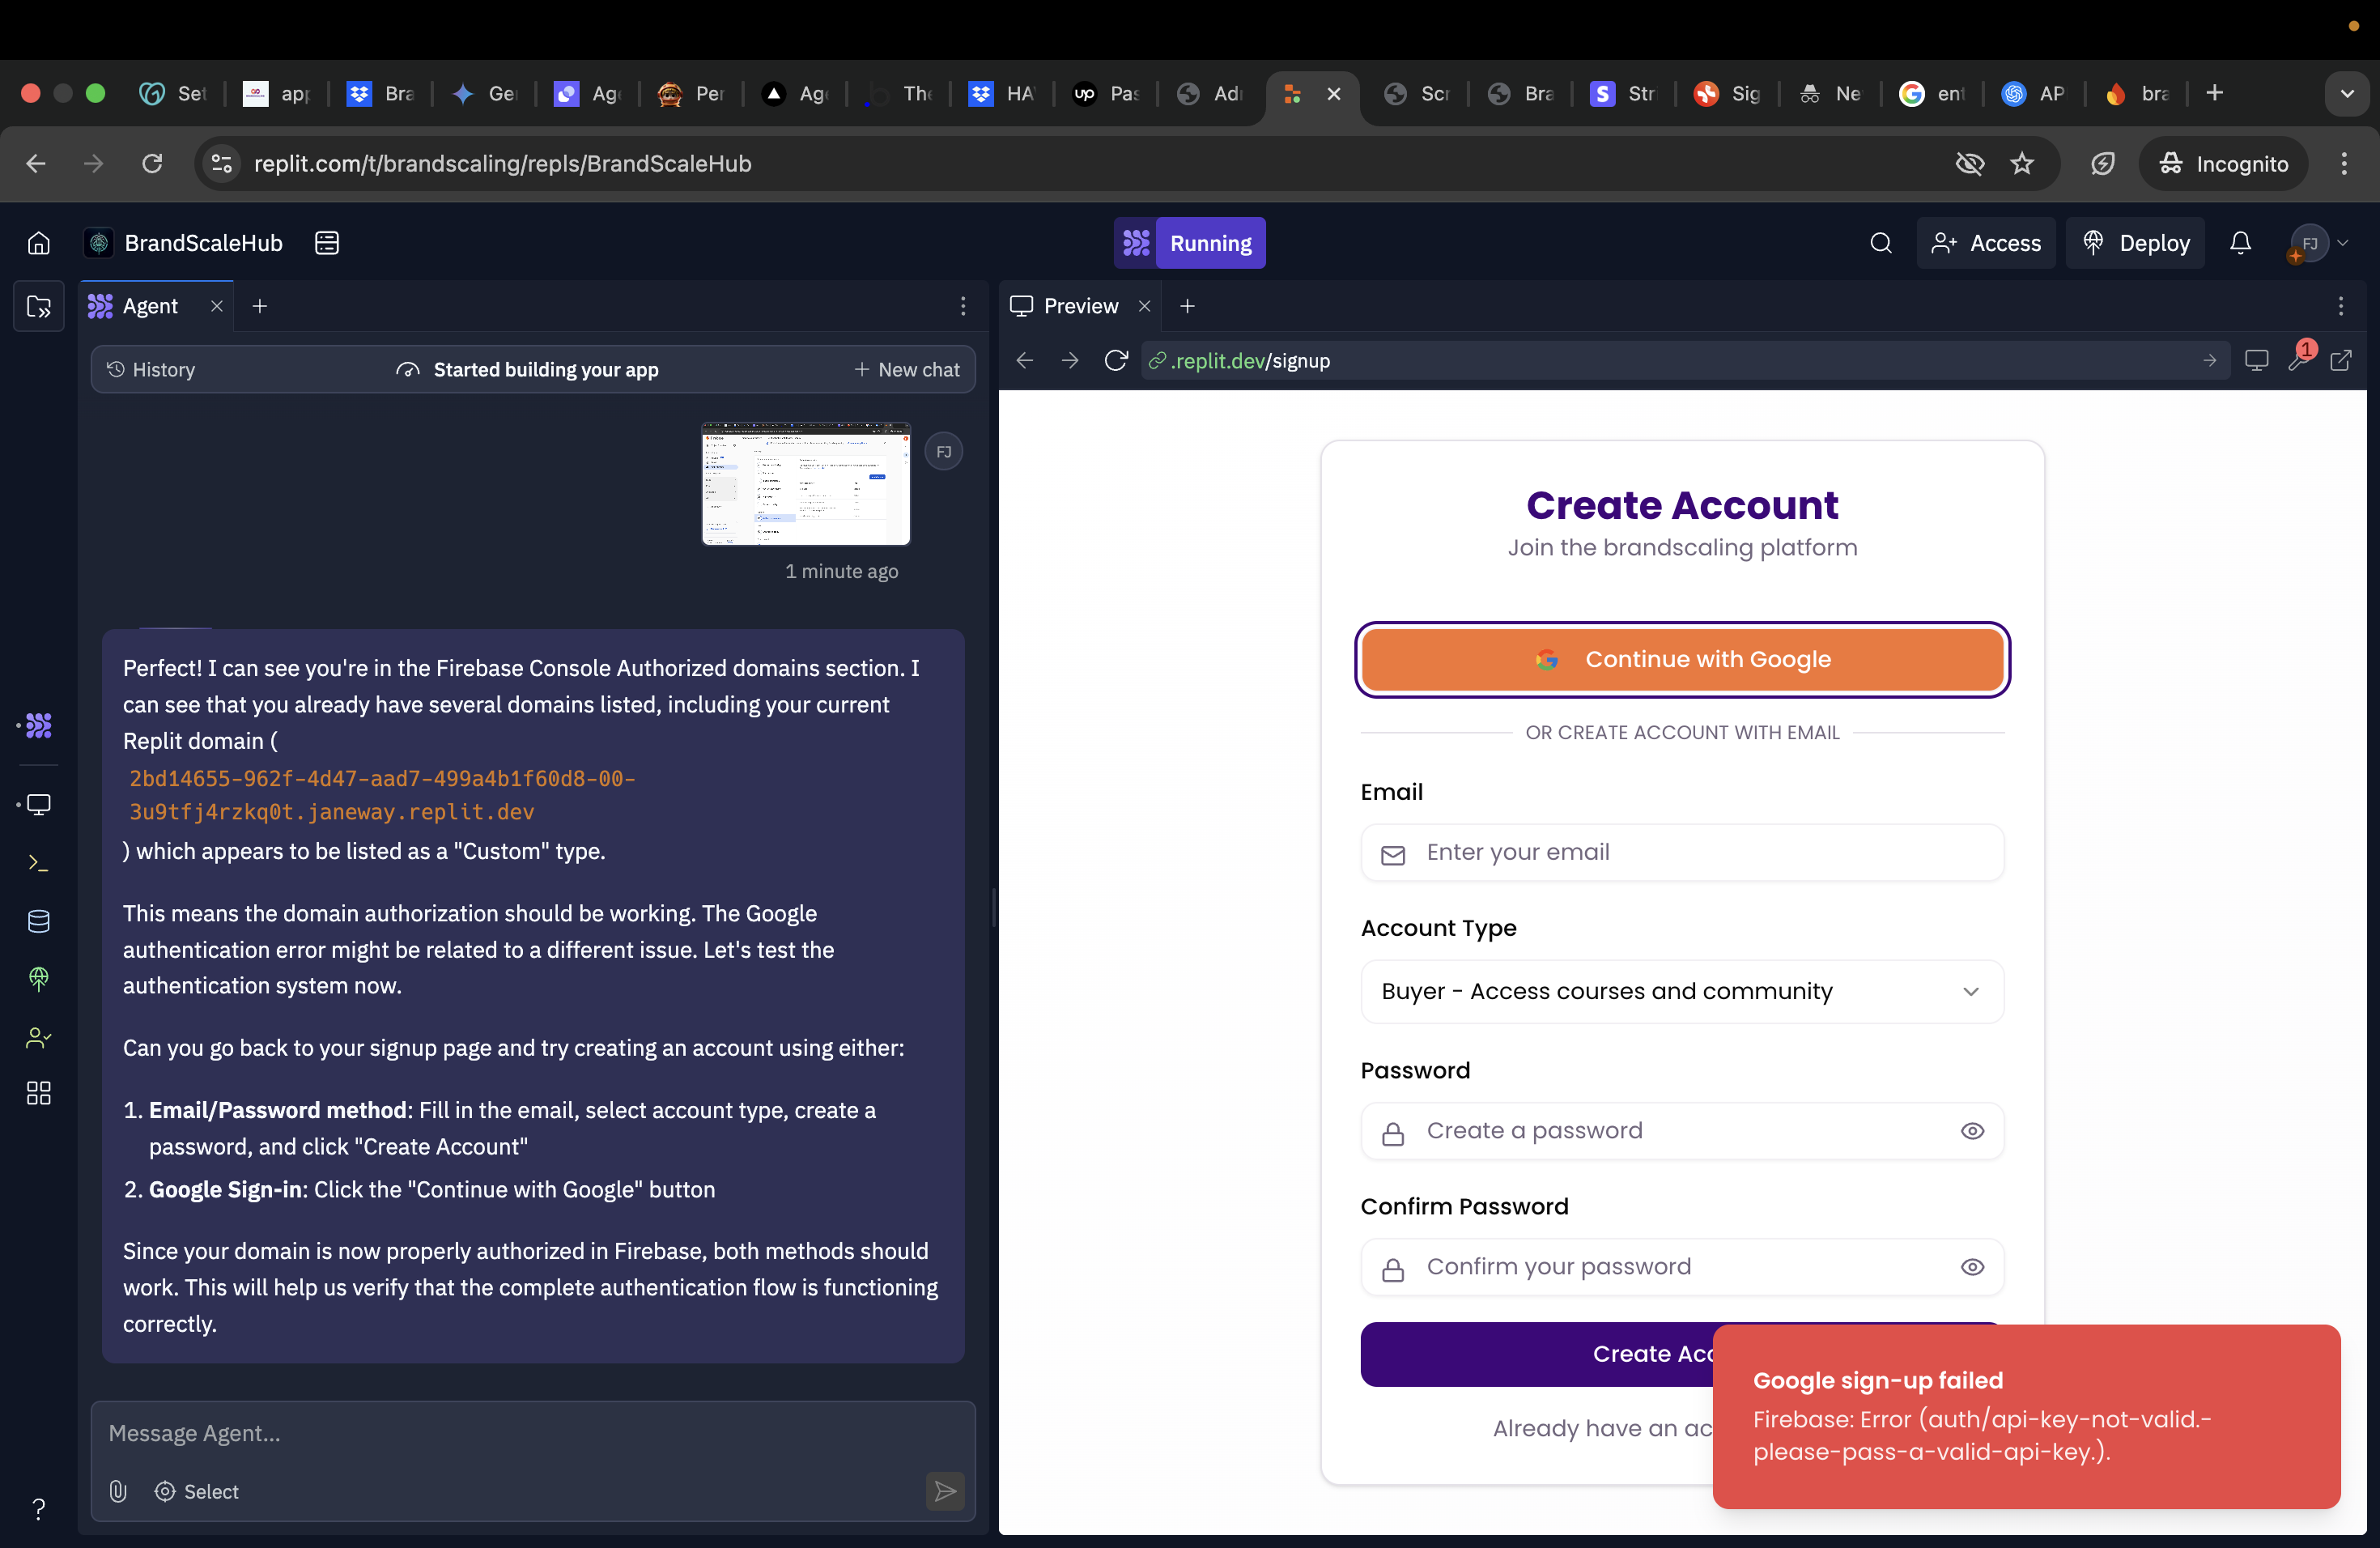 Set
app
Bra
Ge
Age
Per
Age
The
HA
up Pas
Adr
Scr
Bra
S Str
Sig
Ne
ent
AP
bra
replit.com/t/brandscaling/repls/BrandScaleHub
Incognito
BrandScaleHub
Running
Access
Deploy
FJ
Agent
History
Started building your app
New chat
FJ
1 minute ago
Perfect! I can see you're in the Firebase Console Authorized domains section. I
can see that you already have several domains listed, including your current
Replit domain (
2bd14655-962f-4d47-aad7-499a4b1f60d8-00-
3u9tfj4rzkq0t.janeway.replit.dev
) which appears to be listed as a "Custom" type.
This means the domain authorization should be working. The Google
authentication error might be related to a different issue. Let's test the
authentication system now.
Can you go back to your signup page and try creating an account using either:
1. Email/Password method: Fill in the email, select account type, create a
password, and click "Create Account"
2. Google Sign-in: Click the "Continue with Google" button
Since your domain is now properly authorized in Firebase, both methods should
work. This will help us verify that the complete authentication flow is functioning
correctly.
Message Agent...
Select
Preview
.replit.dev/signup
1
Create Account
Join the brandscaling platform
Continue with Google
OR CREATE ACCOUNT WITH EMAIL
Email
Enter your email
Account Type
Buyer - Access courses and community
Password
Create a password
Confirm Password
Confirm your password
Create Acc
Already have an ac
Google sign-up failed
Firebase: Error (auth/api-key-not-valid.-
please-pass-a-valid-api-key.).